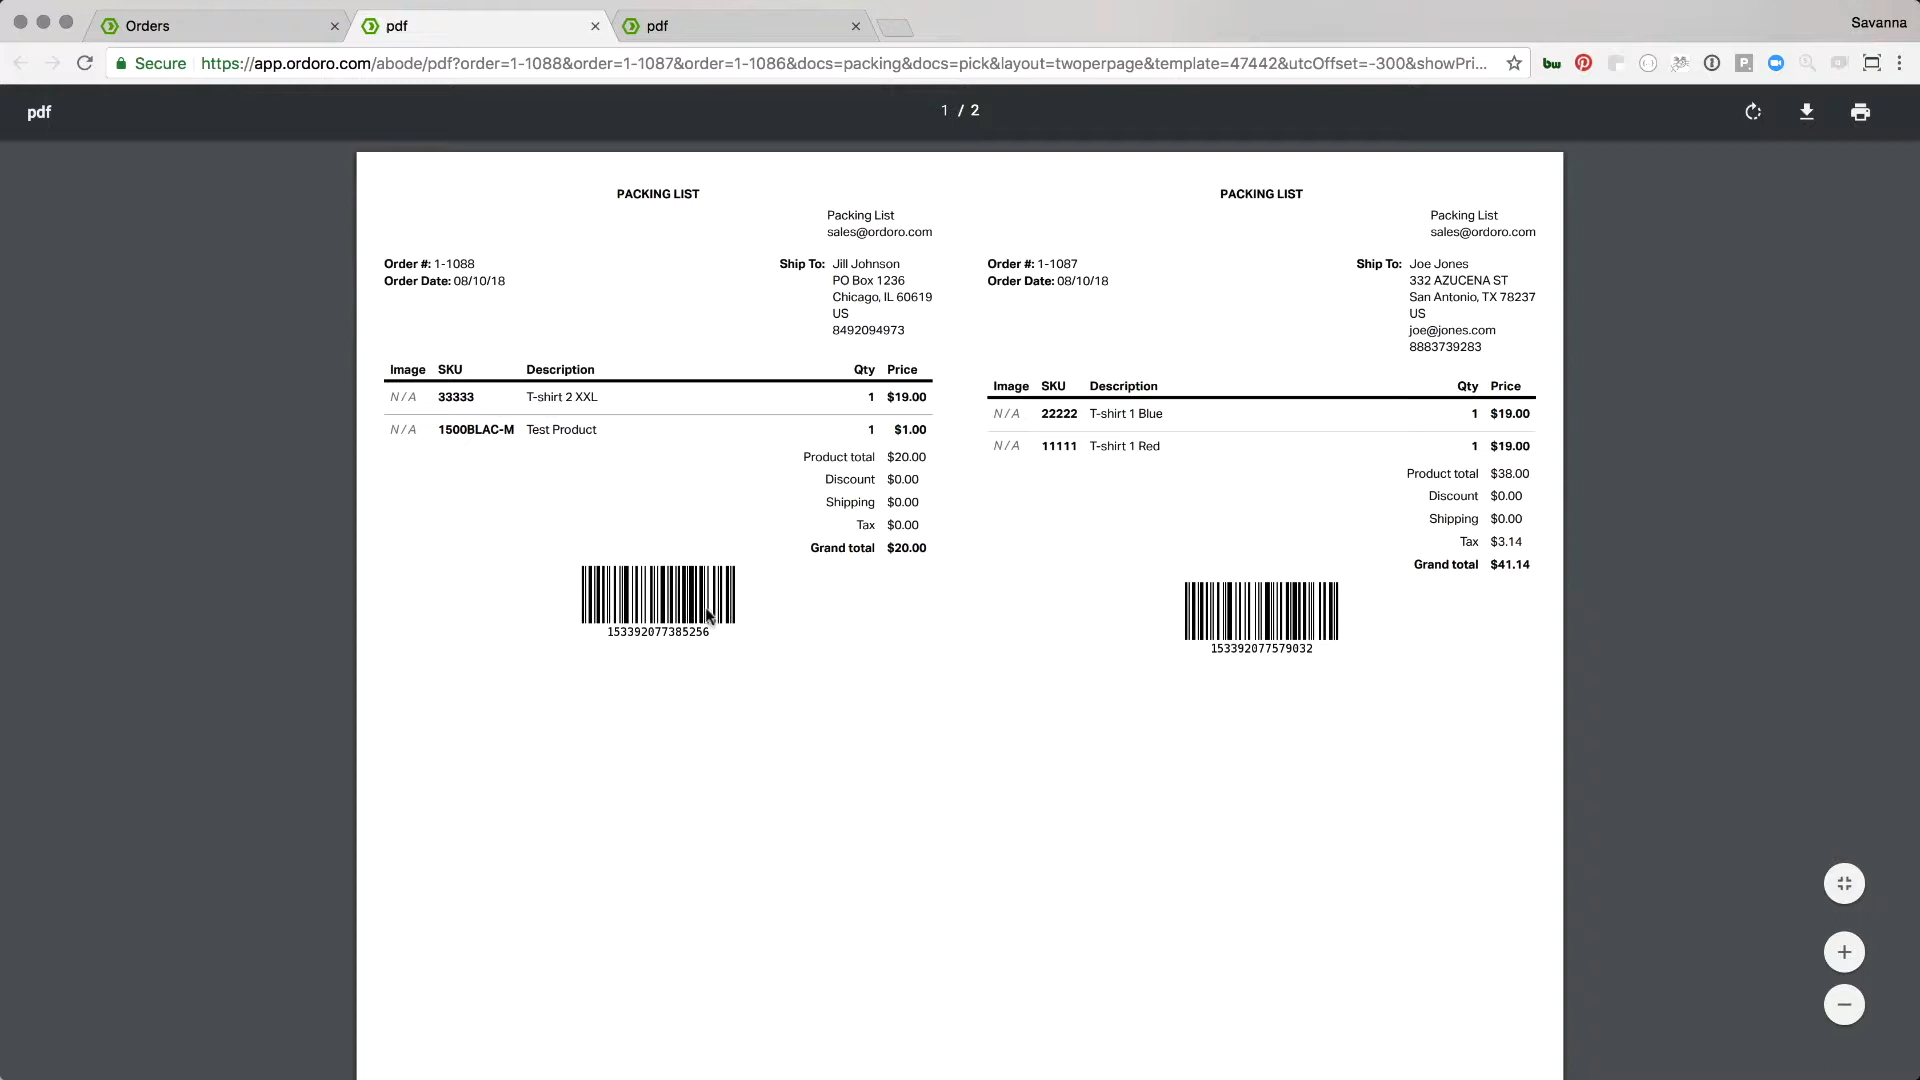 Orders
pdf
pdf
Savanna
Secure https://app.ordoro.com/abode/pdf?order=1-1088&order=1-1087&order=1-1086&docs=packing&docs=pick&layout=twoperpage&template=47442&utcOffset=-300&showPri...
bw
pdf
1 / 2
PACKING LIST
Packing List
sales@ordoro.com
Order #: 1-1088
Order Date: 08/10/18
Ship To: Jill Johnson
PO Box 1236
Chicago, IL 60619
US
8492094973
Image SKU Description Qty Price
N/A 33333 T-shirt 2 XXL 1 $19.00
N/A 1500BLAC-M Test Product 1 $1.00
Product total $20.00
Discount $0.00
Shipping $0.00
Tax $0.00
Grand total $20.00
153392077385256
PACKING LIST
Packing List
sales@ordoro.com
Order #: 1-1087
Order Date: 08/10/18
Ship To: Joe Jones
332 AZUCENA ST
San Antonio, TX 78237
US
joe@jones.com
8883739283
Image SKU Description Qty Price
N/A 22222 T-shirt 1 Blue 1 $19.00
N/A 11111 T-shirt 1 Red 1 $19.00
Product total $38.00
Discount $0.00
Shipping $0.00
Tax $3.14
Grand total $41.14
153392077579032